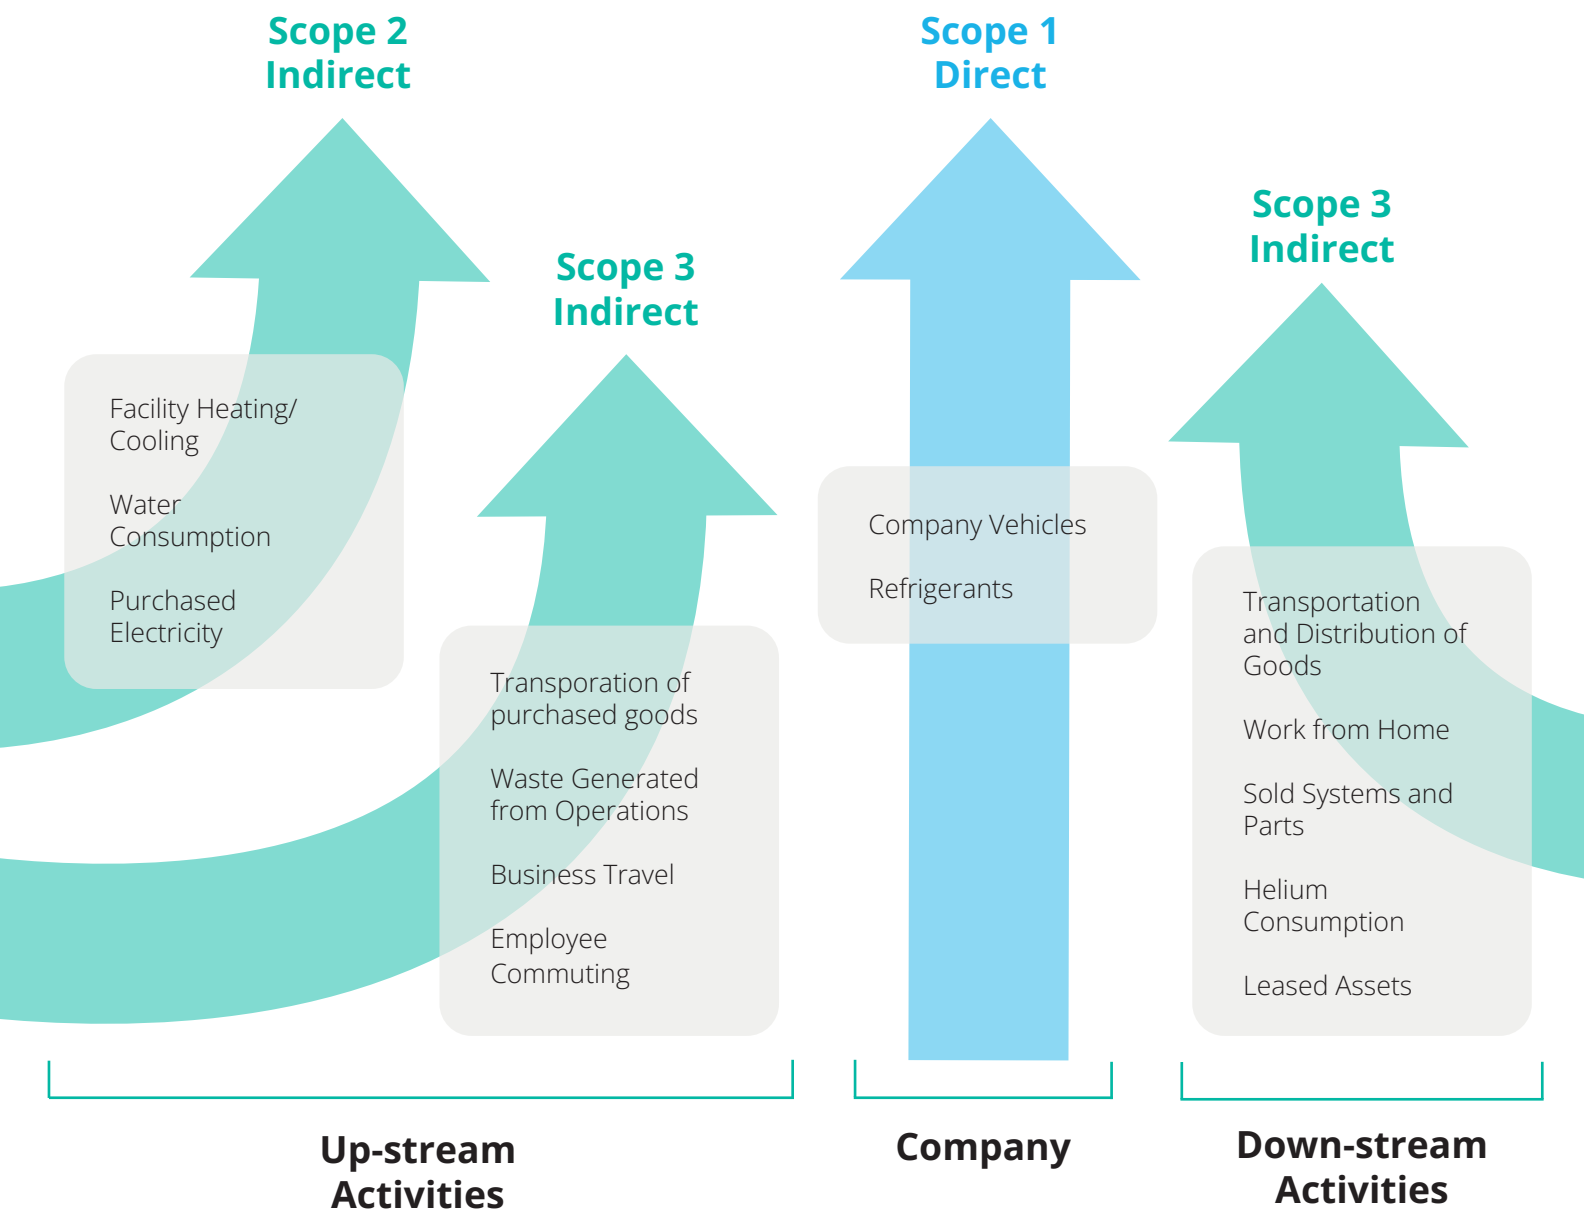 Scope 2
Indirect
Facility Heating/
Cooling
Water
Consumption
Purchased
Electricity
Scope 3
Indirect
Transporation of
purchased goods
Waste Generated
from Operations
Business Travel
Employee
Commuting
Scope 1
Direct
Company Vehicles
Refrigerants
Scope 3
Indirect
Transportation
and Distribution of
Goods
Work from Home
Sold Systems and
Parts
Helium
Consumption
Leased Assets
Up-stream
Activities
Company
Down-stream
Activities